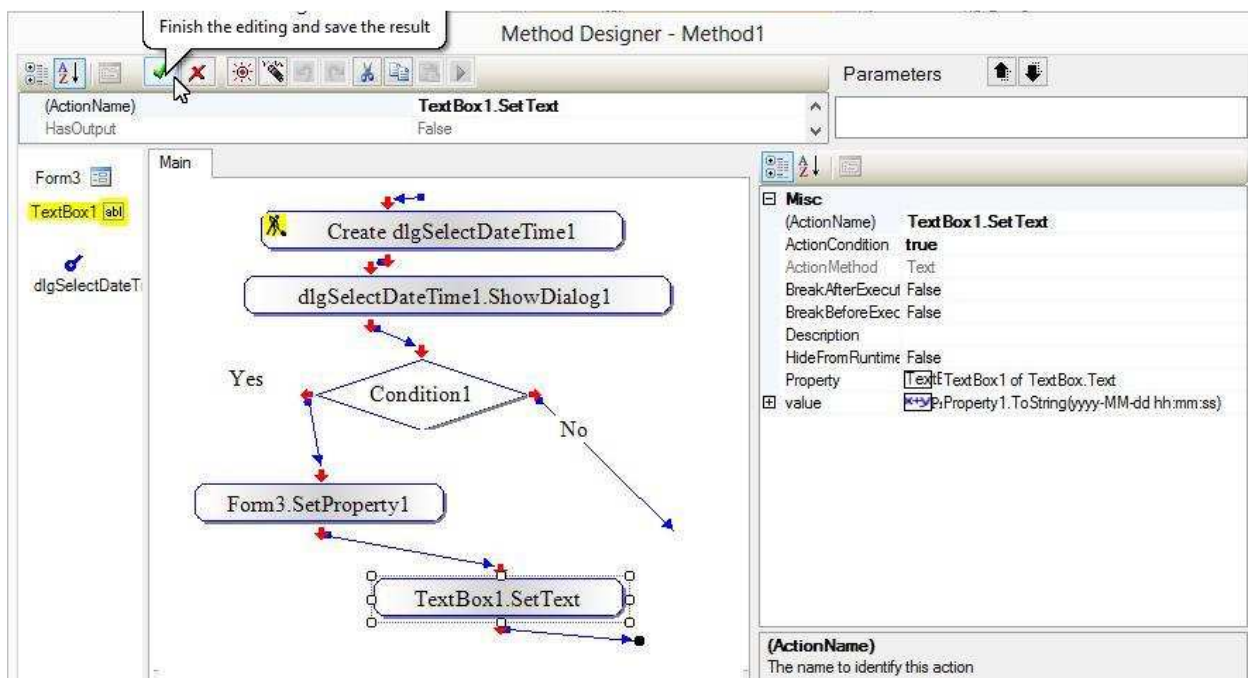 Finish the editing and save the result
Method Designer - Method1
Parameters
(ActionName) TextBox1.SetText
HasOutput False
Form3
TextBox1 abl
dlgSelectDateTi
Main
Create dlgSelectDateTime1
dlgSelectDateTime1.ShowDialog1
Condition1
Yes
No
Form3.SetProperty1
TextBox1.SetText
Misc
(ActionName) TextBox1.SetText
ActionCondition true
ActionMethod Text
BreakAfterExecut False
BreakBeforeExec False
Description
HideFromRuntime False
Property TextBox1 of TextBox.Text
value Property1.ToString(yyyy-MM-dd hh:mm:ss)
(ActionName)
The name to identify this action